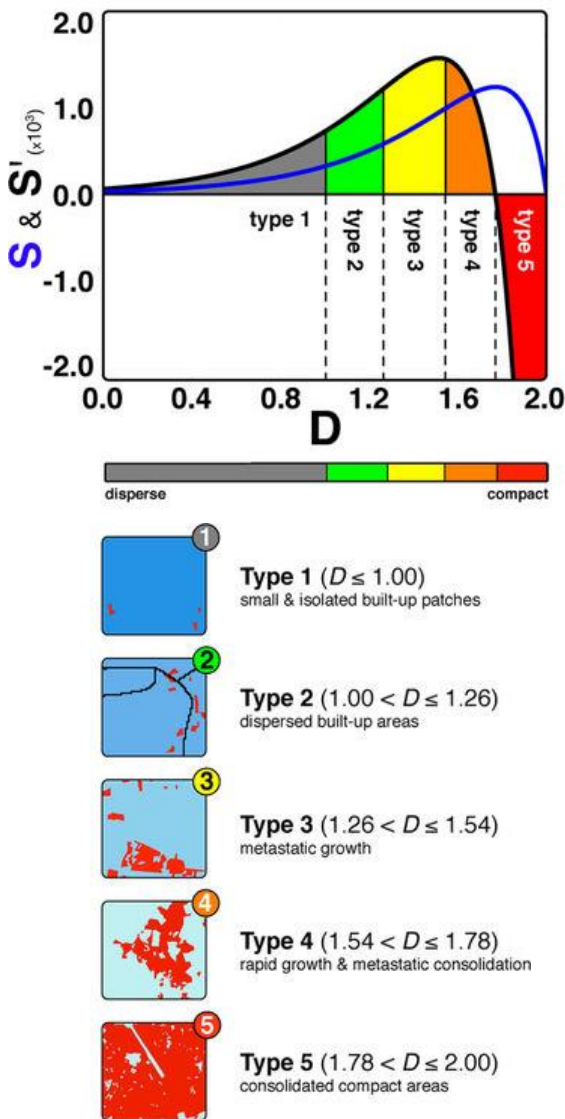 2.0
1.0
0.0
-1.0
-2.0
S & S' (x10³)
type 1
type 2
type 3
type 4
type 5
0.0 0.4 0.8 1.2 1.6 2.0
D
disperse compact
1
Type 1 (D ≤ 1.00)
small & isolated built-up patches
2
Type 2 (1.00 < D ≤ 1.26)
dispersed built-up areas
3
Type 3 (1.26 < D ≤ 1.54)
metastatic growth
4
Type 4 (1.54 < D ≤ 1.78)
rapid growth & metastatic consolidation
5
Type 5 (1.78 < D ≤ 2.00)
consolidated compact areas